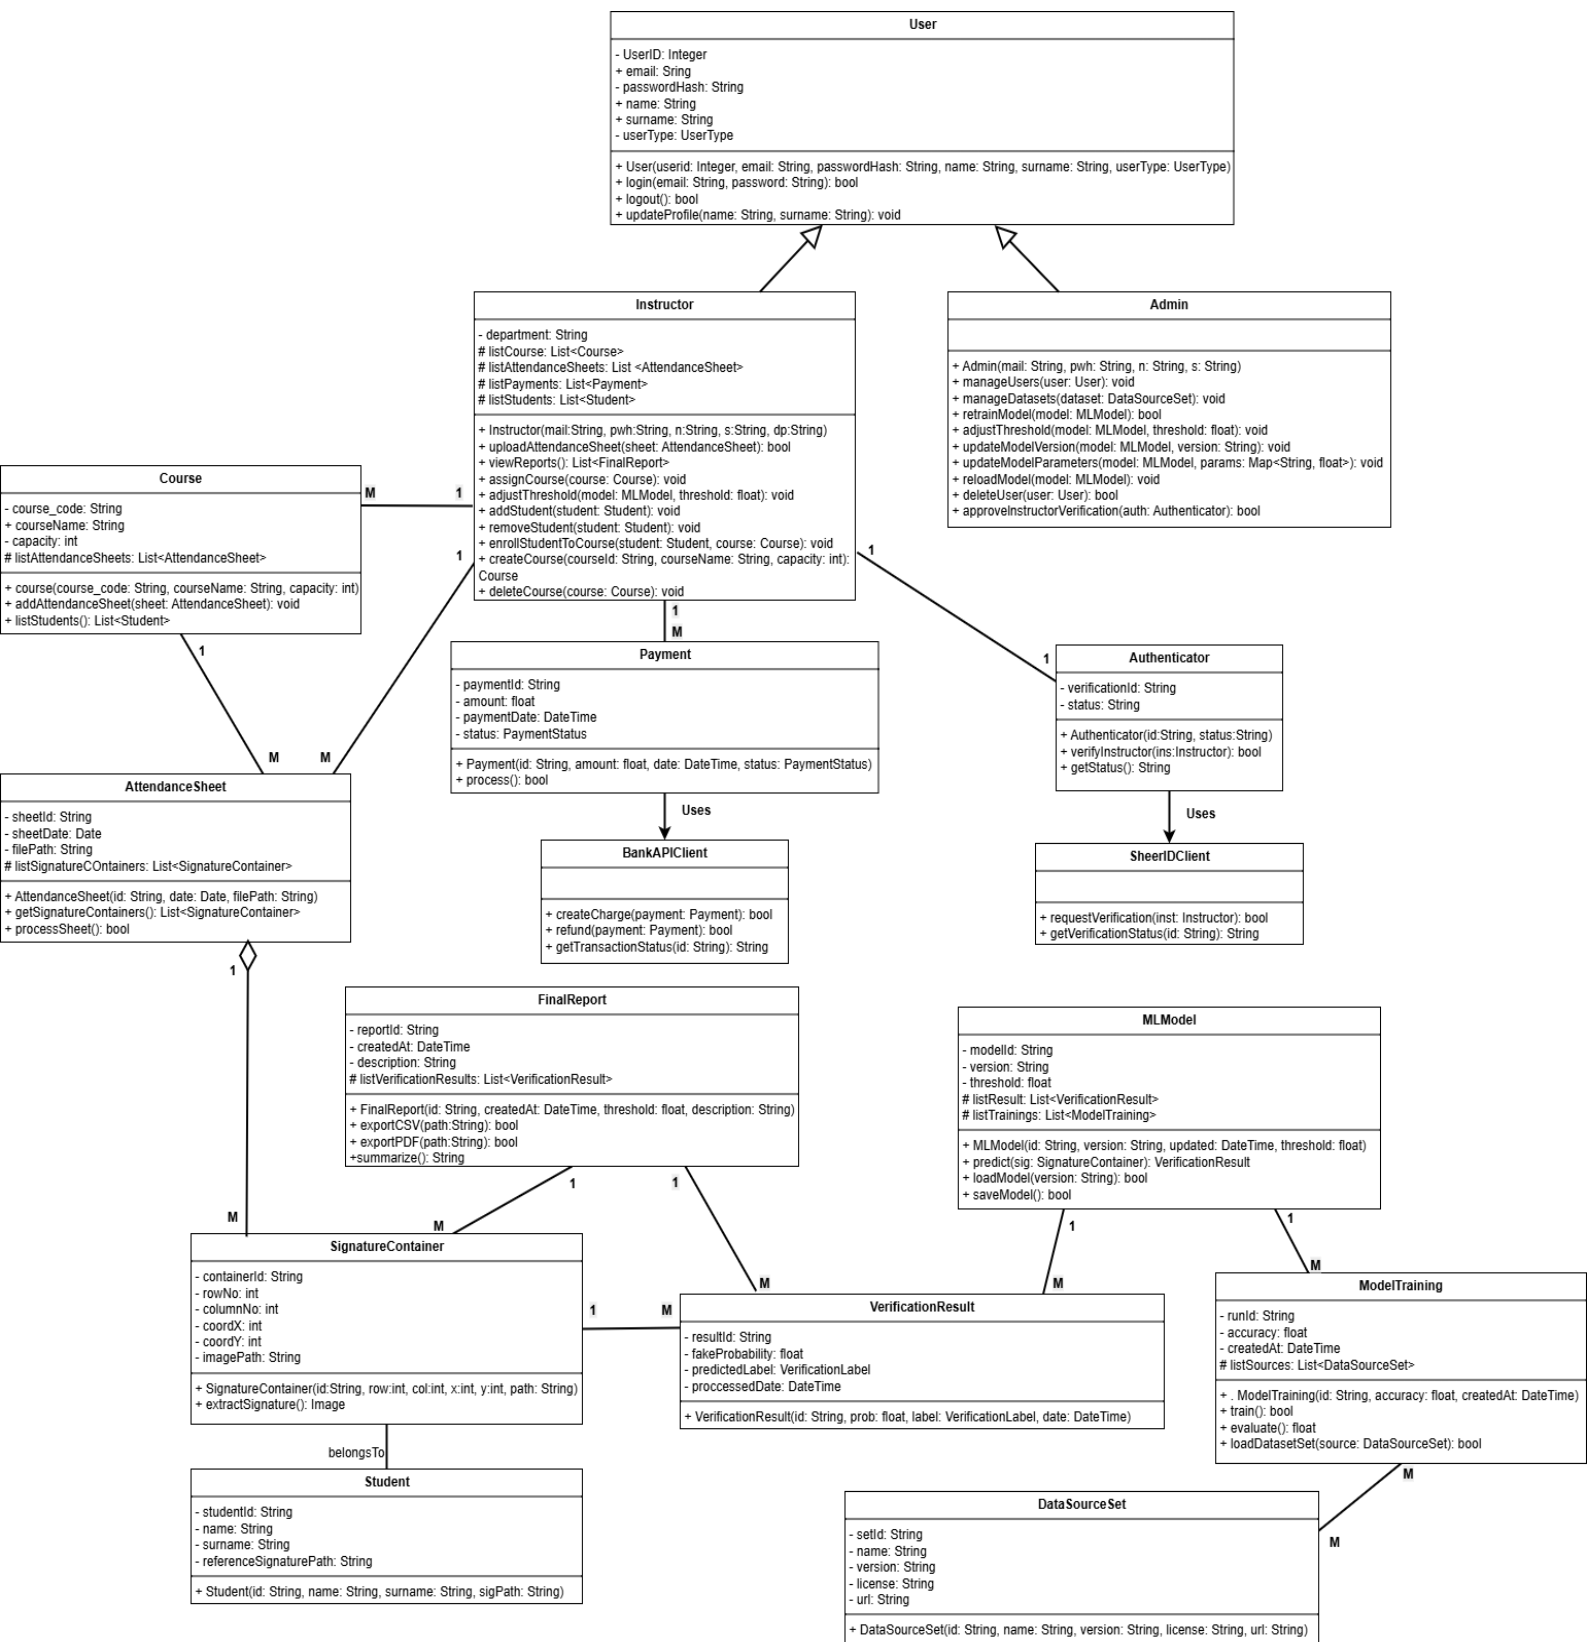 User
- UserID: Integer
+ email: Sring
- passwordHash: String
+ name: String
+ surname: String
- userType: UserType
+ User(userid: Integer, email: String, passwordHash: String, name: String, surname: String, userType: UserType)
+ login(email: String, password: String): bool
+ logout(): bool
+ updateProfile(name: String, surname: String): void
Instructor
- department: String
# listCourse: List<Course>
# listAttendanceSheets: List <AttendanceSheet>
# listPayments: List<Payment>
# listStudents: List<Student>
+ Instructor(mail:String, pwh:String, n:String, s:String, dp:String)
+ uploadAttendanceSheet(sheet: AttendanceSheet): bool
+ viewReports(): List<FinalReport>
+ assignCourse(course: Course): void
+ adjustThreshold(model: MLModel, threshold: float): void
+ addStudent(student: Student): void
+ removeStudent(student: Student): void
+ enrollStudentToCourse(student: Student, course: Course): void
+ createCourse(courseId: String, courseName: String, capacity: int):
Course
+ deleteCourse(course: Course): void
Admin
+ Admin(mail: String, pwh: String, n: String, s: String)
+ manageUsers(user: User): void
+ manageDatasets(dataset: DataSourceSet): void
+ retrainModel(model: MLModel): bool
+ adjustThreshold(model: MLModel, threshold: float): void
+ updateModelVersion(model: MLModel, version: String): void
+ updateModelParameters(model: MLModel, params: Map<String, float>): void
+ reloadModel(model: MLModel): void
+ deleteUser(user: User): bool
+ approveInstructorVerification(auth: Authenticator): bool
Course
- course_code: String
+ courseName: String
- capacity: int
# listAttendanceSheets: List<AttendanceSheet>
+ course(course_code: String, courseName: String, capacity: int)
+ addAttendanceSheet(sheet: AttendanceSheet): void
+ listStudents(): List<Student>
M
1
1
1
1
M
1
1
M
M
Payment
- paymentId: String
- amount: float
- paymentDate: DateTime
- status: PaymentStatus
+ Payment(id: String, amount: float, date: DateTime, status: PaymentStatus)
+ process(): bool
Authenticator
- verificationId: String
- status: String
+ Authenticator(id:String, status:String)
+ verifyInstructor(ins:Instructor): bool
+ getStatus(): String
AttendanceSheet
- sheetId: String
- sheetDate: Date
- filePath: String
# listSignatureCOntainers: List<SignatureContainer>
+ AttendanceSheet(id: String, date: Date, filePath: String)
+ getSignatureContainers(): List<SignatureContainer>
+ processSheet(): bool
Uses
Uses
BankAPIClient
+ createCharge(payment: Payment): bool
+ refund(payment: Payment): bool
+ getTransactionStatus(id: String): String
SheerIDClient
+ requestVerification(inst: Instructor): bool
+ getVerificationStatus(id: String): String
1
FinalReport
- reportId: String
- createdAt: DateTime
- description: String
# listVerificationResults: List<VerificationResult>
+ FinalReport(id: String, createdAt: DateTime, threshold: float, description: String)
+ exportCSV(path:String): bool
+ exportPDF(path:String): bool
+summarize(): String
MLModel
- modelId: String
- version: String
- threshold: float
# listResult: List<VerificationResult>
# listTrainings: List<ModelTraining>
+ MLModel(id: String, version: String, updated: DateTime, threshold: float)
+ predict(sig: SignatureContainer): VerificationResult
+ loadModel(version: String): bool
+ saveModel(): bool
1
1
M
M
1
1
M
M
M
SignatureContainer
- containerId: String
- rowNo: int
- columnNo: int
- coordX: int
- coordY: int
- imagePath: String
+ SignatureContainer(id:String, row:int, col:int, x:int, y:int, path: String)
+ extractSignature(): Image
1
M
VerificationResult
- resultId: String
- fakeProbability: float
- predictedLabel: VerificationLabel
- proccessedDate: DateTime
+ VerificationResult(id: String, prob: float, label: VerificationLabel, date: DateTime)
ModelTraining
- runId: String
- accuracy: float
- createdAt: DateTime
# listSources: List<DataSourceSet>
+ . ModelTraining(id: String, accuracy: float, createdAt: DateTime)
+ train(): bool
+ evaluate(): float
+ loadDatasetSet(source: DataSourceSet): bool
belongsTo
Student
- studentId: String
- name: String
- surname: String
- referenceSignaturePath: String
+ Student(id: String, name: String, surname: String, sigPath: String)
M
M
DataSourceSet
- setId: String
- name: String
- version: String
- license: String
- url: String
+ DataSourceSet(id: String, name: String, version: String, license: String, url: String)